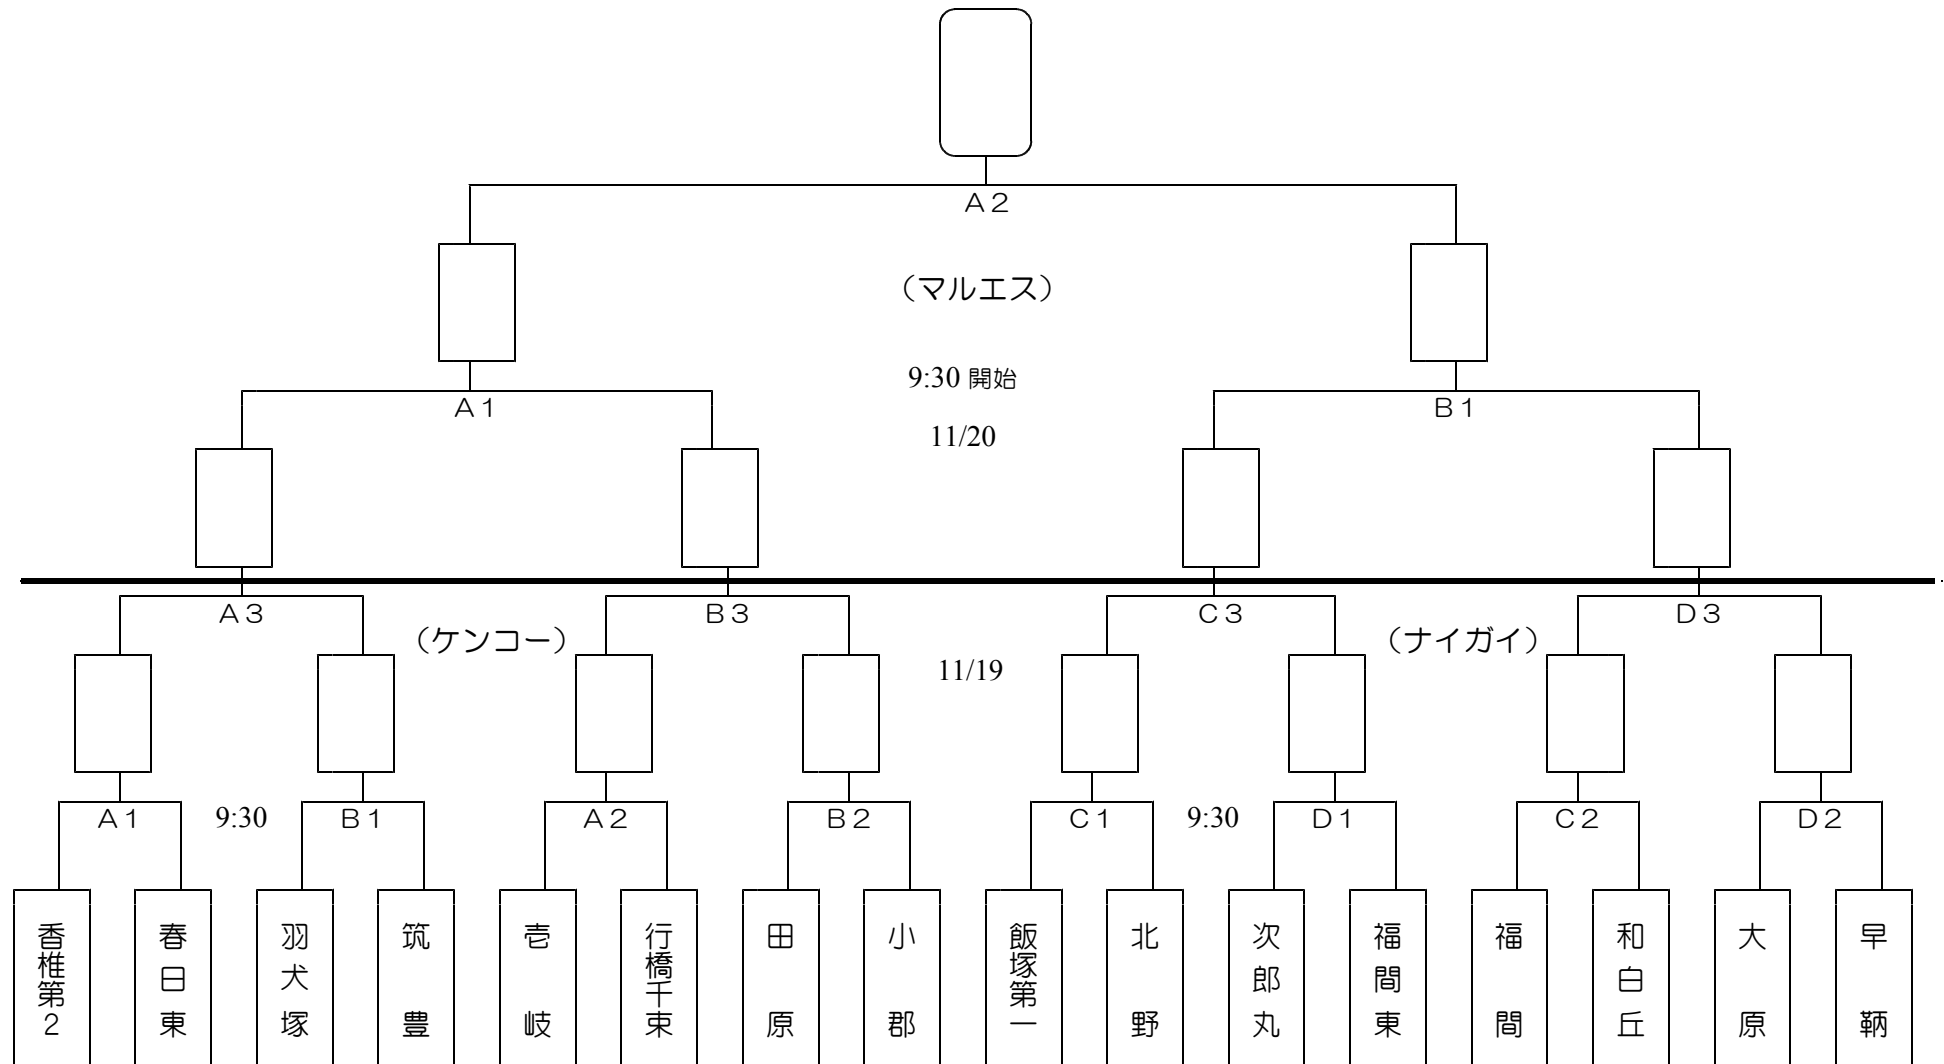 A2
（マルエス）
9:30 開始
A1
B1
11/20
A3
B3
C3
D3
（ケンコー）
（ナイガイ）
11/19
A1
9:30
B1
A2
B2
C1
9:30
D1
C2
D2
香椎第2
春日東
羽犬塚
筑豊
壱岐
行橋千束
田原
小郡
飯塚第一
北野
次郎丸
福間東
福間
和白丘
大原
早鞆